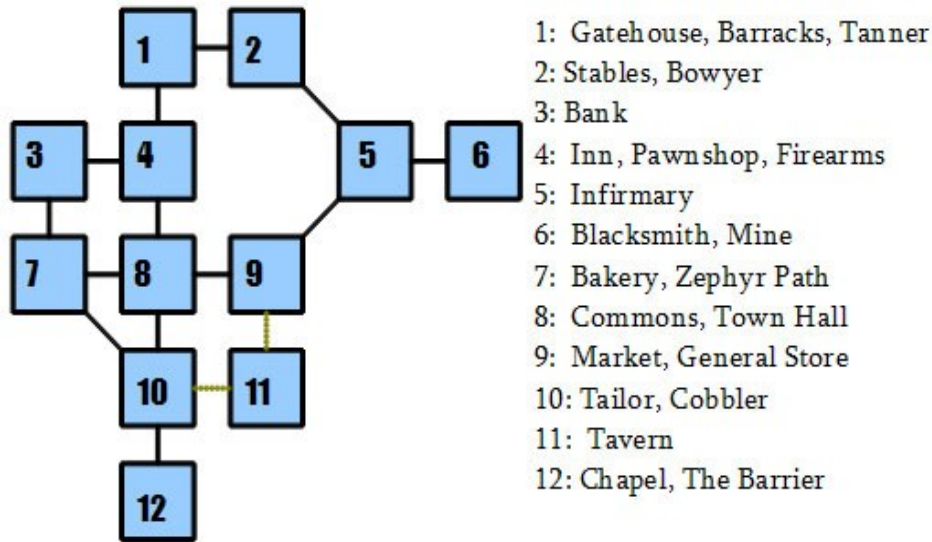 1
2
3
4
5
6
7
8
9
10
11
12
1: Gatehouse, Barracks, Tanner
2: Stables, Bowyer
3: Bank
4: Inn, Pawnshop, Firearms
5: Infirmary
6: Blacksmith, Mine
7: Bakery, Zephyr Path
8: Commons, Town Hall
9: Market, General Store
10: Tailor, Cobbler
11: Tavern
12: Chapel, The Barrier